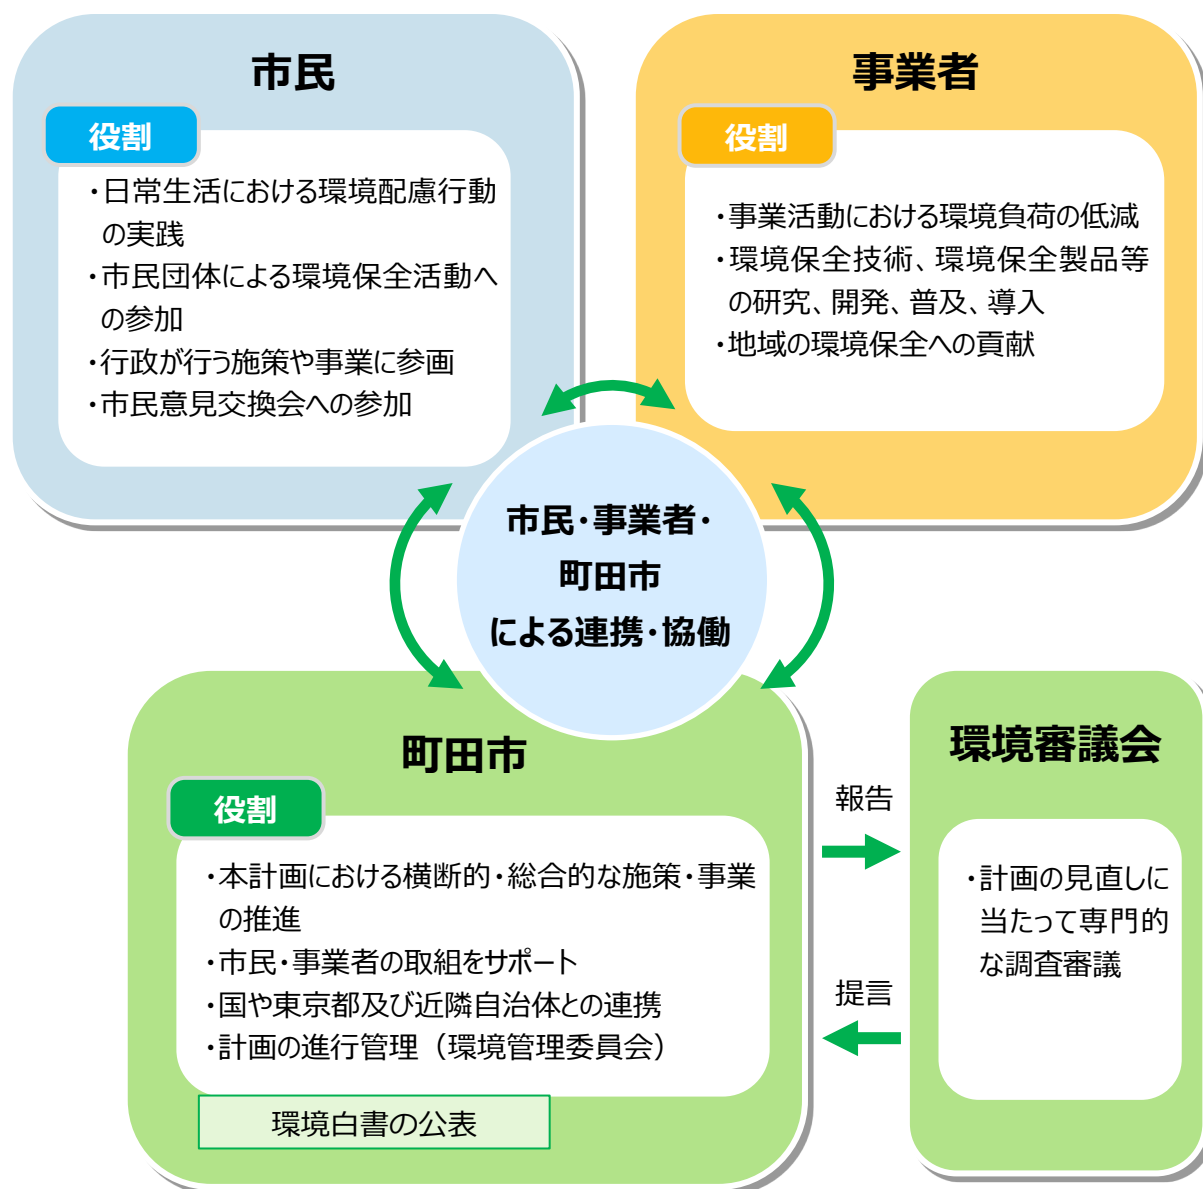 市民
役割
・日常生活における環境配慮行動
の実践
・市民団体による環境保全活動へ
の参加
・行政が行う施策や事業に参画
・市民意見交換会への参加
事業者
役割
・事業活動における環境負荷の低減
・環境保全技術、環境保全製品等
の研究、開発、普及、導入
・地域の環境保全への貢献
市民・事業者・
町田市
による連携・協働
町田市
役割
・本計画における横断的・総合的な施策・事業
の推進
・市民・事業者の取組をサポート
・国や東京都及び近隣自治体との連携
・計画の進行管理（環境管理委員会）
環境白書の公表
報告
提言
環境審議会
・計画の見直しに
当たって専門的
な調査審議